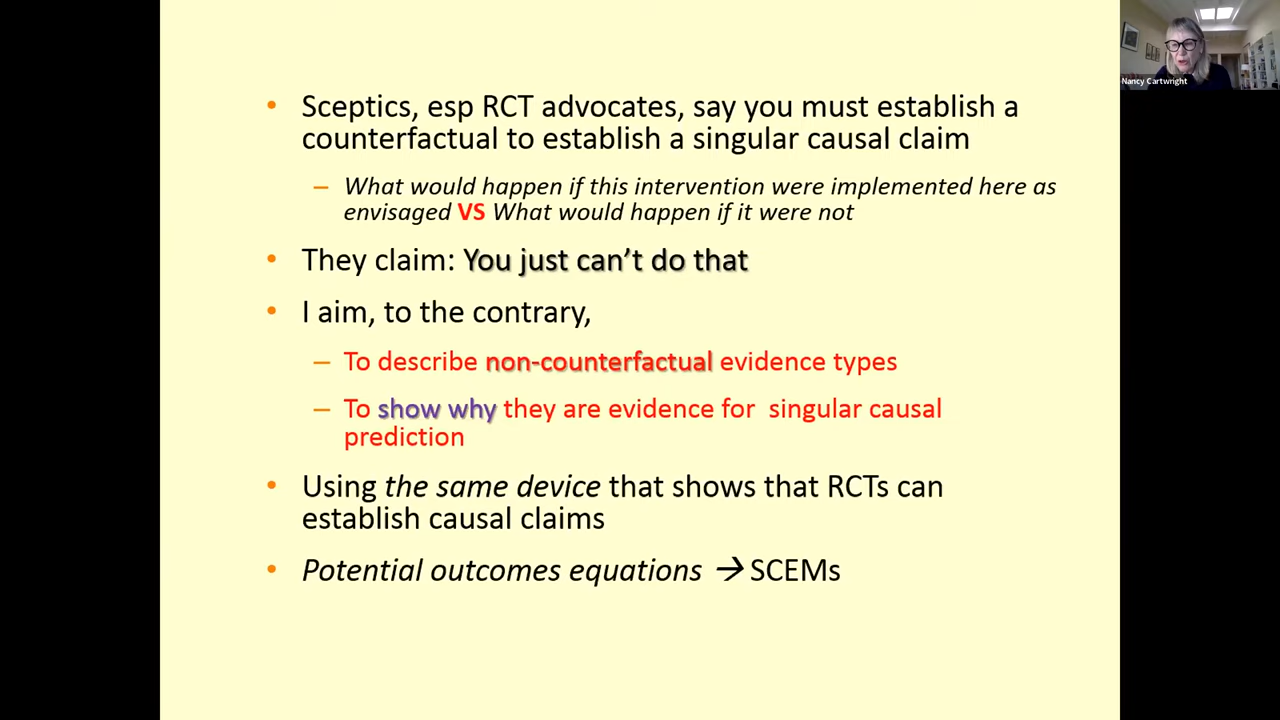 • Sceptics, esp RCT advocates, say you must establish a
counterfactual to establish a singular causal claim
– What would happen if this intervention were implemented here as
envisaged VS What would happen if it were not
• They claim: You just can’t do that
• I aim, to the contrary,
– To describe non-counterfactual evidence types
– To show why they are evidence for  singular causal
prediction
• Using the same device that shows that RCTs can
establish causal claims
• Potential outcomes equations → SCEMs
Nancy Cartwright